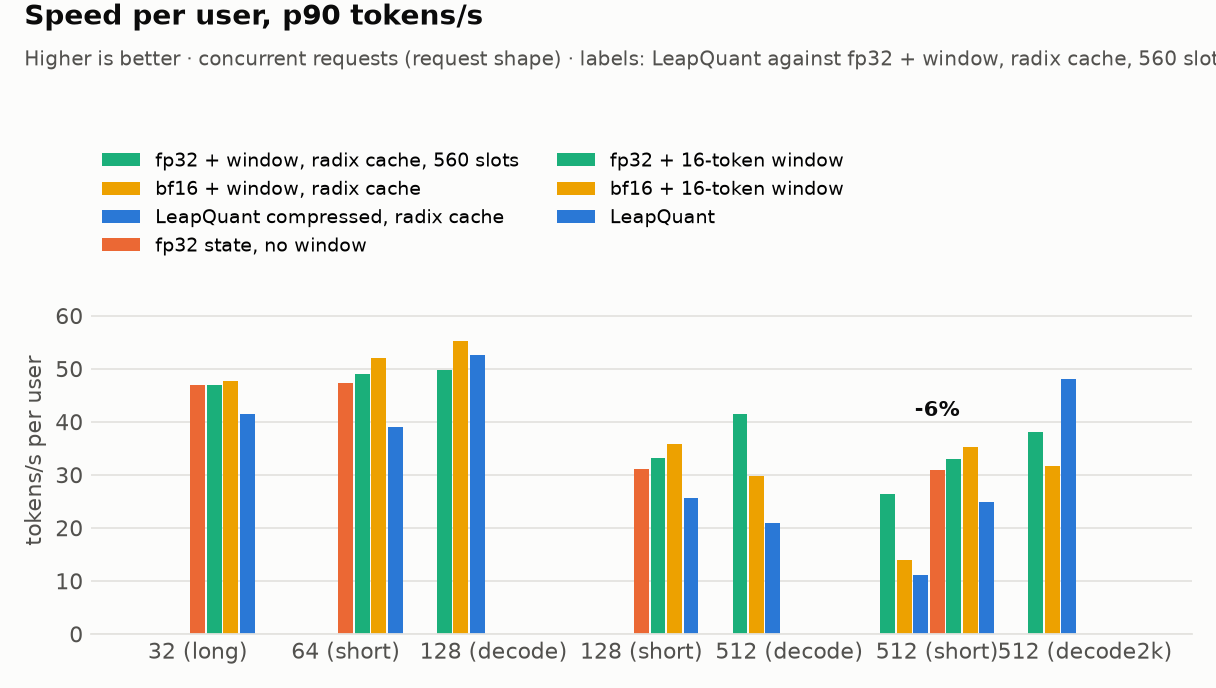 Speed per user, p90 tokens/s
Higher is better · concurrent requests (request shape) · labels: LeapQuant against fp32 + window, radix cache, 560 slot
fp32 + window, radix cache, 560 slots
bf16 + window, radix cache
LeapQuant compressed, radix cache
fp32 state, no window
fp32 + 16-token window
bf16 + 16-token window
LeapQuant
tokens/s per user
60
50
40
30
20
10
0
-6%
32 (long) 64 (short) 128 (decode) 128 (short) 512 (decode) 512 (short) 512 (decode2k)